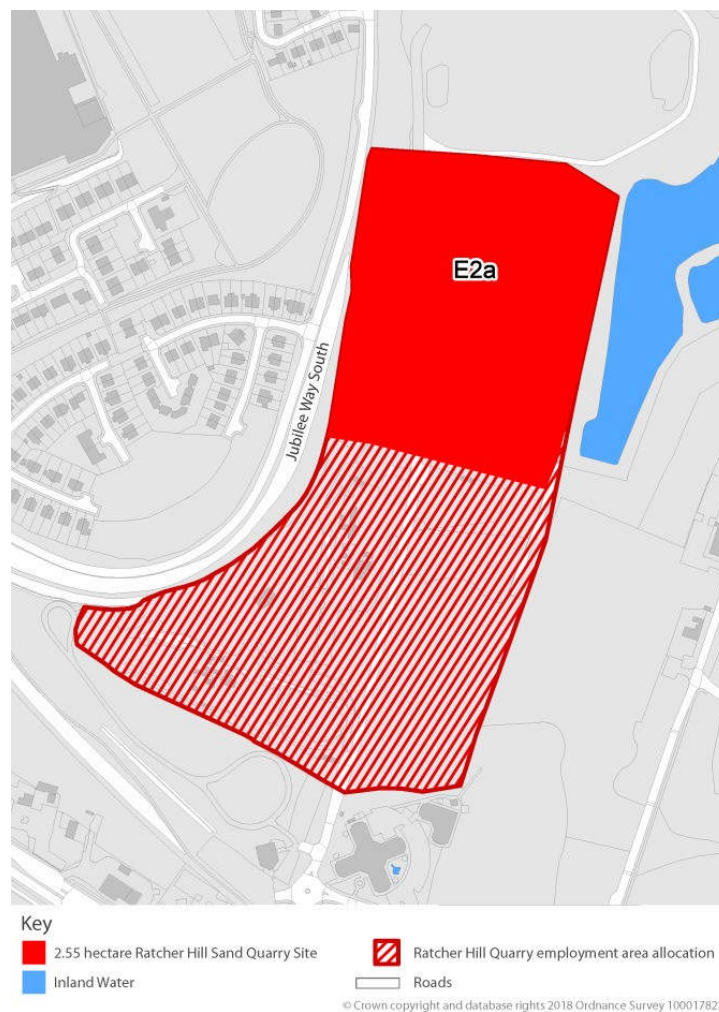 E2a
Jubilee Way South
Key
2.55 hectare Ratcher Hill Sand Quarry Site
Ratcher Hill Quarry employment area allocation
Inland Water
Roads
© Crown copyright and database rights 2018 Ordnance Survey 10001782